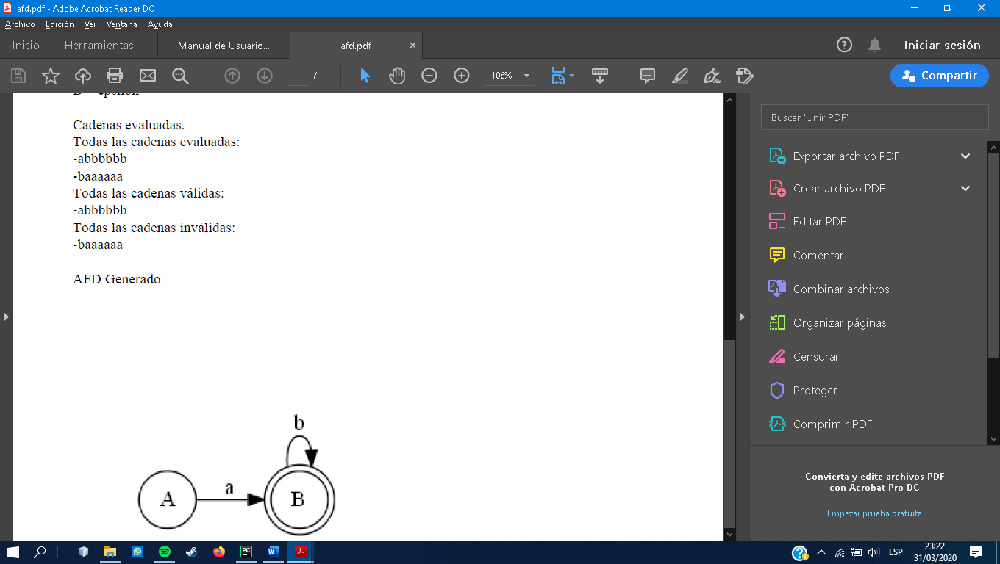 afd.pdf - Adobe Acrobat Reader DC
Archivo Edición Ver Ventana Ayuda
Inicio Herramientas Manual de Usuario... afd.pdf × Iniciar sesión
1 / 1 106% Compartir
Cadenas evaluadas.
Todas las cadenas evaluadas:
-abbbbbb
-baaaaaa
Todas las cadenas válidas:
-abbbbbb
Todas las cadenas inválidas:
-baaaaaa
AFD Generado
b
A a B
Buscar 'Unir PDF'
Exportar archivo PDF
Crear archivo PDF
Editar PDF
Comentar
Combinar archivos
Organizar páginas
Censurar
Proteger
Comprimir PDF
Convierta y edite archivos PDF
con Acrobat Pro DC
Empezar prueba gratuita
ESP
23:22
31/03/2020